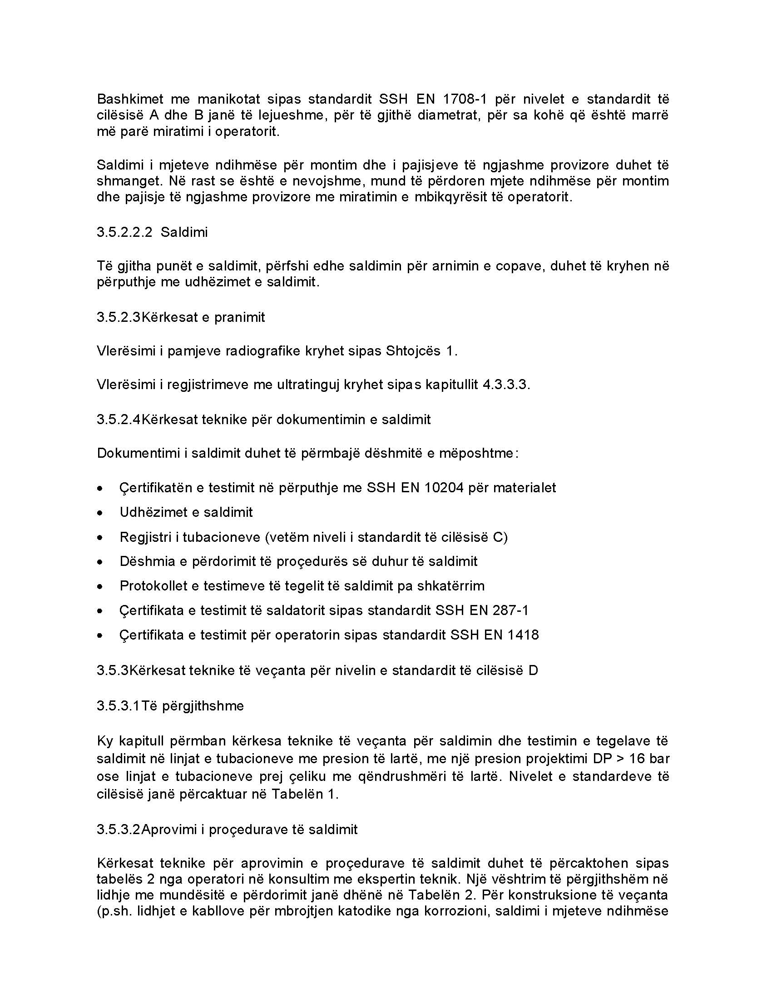 Bashkimet me manikotat sipas standardit SSH EN 1708-1 për nivelet e standardit të
cilësisë A dhe B janë të lejueshme, për të gjithë diametrat, për sa kohë që është marrë
më parë miratimi i operatorit.
Saldimi i mjeteve ndihmëse për montim dhe i pajisjeve të ngjashme provizore duhet të
shmanget. Në rast se është e nevojshme, mund të përdoren mjete ndihmëse për montim
dhe pajisje të ngjashme provizore me miratimin e mbikqyrësit të operatorit.
3.5.2.2.2 Saldimi
Të gjitha punët e saldimit, përfshi edhe saldimin për arnimin e copave, duhet të kryhen në
përputhje me udhëzimet e saldimit.
3.5.2.3Kërkesat e pranimit
Vlerësimi i pamjeve radiografike kryhet sipas Shtojcës 1.
Vlerësimi i regjistrimeve me ultratinguj kryhet sipas kapitullit 4.3.3.3.
3.5.2.4Kërkesat teknike për dokumentimin e saldimit
Dokumentimi i saldimit duhet të përmbajë dëshmitë e mëposhtme:
• Çertifikatën e testimit në përputhje me SSH EN 10204 për materialet
• Udhëzimet e saldimit
• Regjistri i tubacioneve (vetëm niveli i standardit të cilësisë C)
• Dëshmia e përdorimit të proçedurës së duhur të saldimit
• Protokollet e testimeve të tegelit të saldimit pa shkatërrim
• Çertifikata e testimit të saldatorit sipas standardit SSH EN 287-1
• Çertifikata e testimit për operatorin sipas standardit SSH EN 1418
3.5.3Kërkesat teknike të veçanta për nivelin e standardit të cilësisë D
3.5.3.1Të përgjithshme
Ky kapitull përmban kërkesa teknike të veçanta për saldimin dhe testimin e tegelave të
saldimit në linjat e tubacioneve me presion të lartë, me një presion projektimi DP > 16 bar
ose linjat e tubacioneve prej çeliku me qëndrushmëri të lartë. Nivelet e standardeve të
cilësisë janë përcaktuar në Tabelën 1.
3.5.3.2Aprovimi i proçedurave të saldimit
Kërkesat teknike për aprovimin e proçedurave të saldimit duhet të përcaktohen sipas
tabelës 2 nga operatori në konsultim me ekspertin teknik. Një vështrim të përgjithshëm në
lidhje me mundësitë e përdorimit janë dhënë në Tabelën 2. Për konstruksione të veçanta
(p.sh. lidhjet e kabllove për mbrojtjen katodike nga korrozioni, saldimi i mjeteve ndihmëse